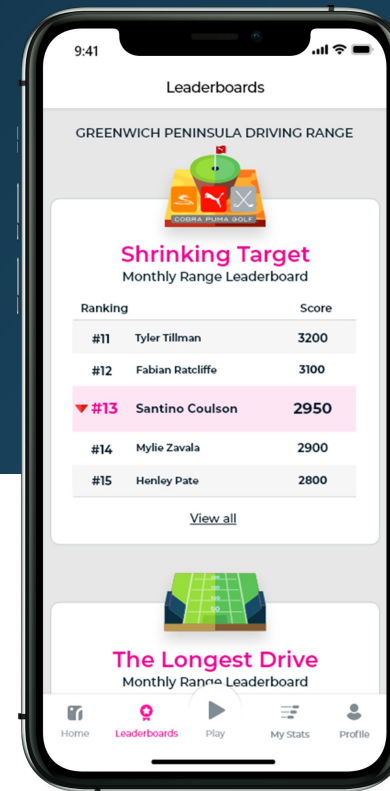 9:41
Leaderboards
GREENWICH PENINSULA DRIVING RANGE
COBRA PUMA GOLF
Shrinking Target
Monthly Range Leaderboard
Ranking Score
#11 Tyler Tillman 3200
#12 Fabian Ratcliffe 3100
#13 Santino Coulson 2950
#14 Mylie Zavala 2900
#15 Henley Pate 2800
View all
The Longest Drive
Monthly Range Leaderboard
Home Leaderboards Play My Stats Profile